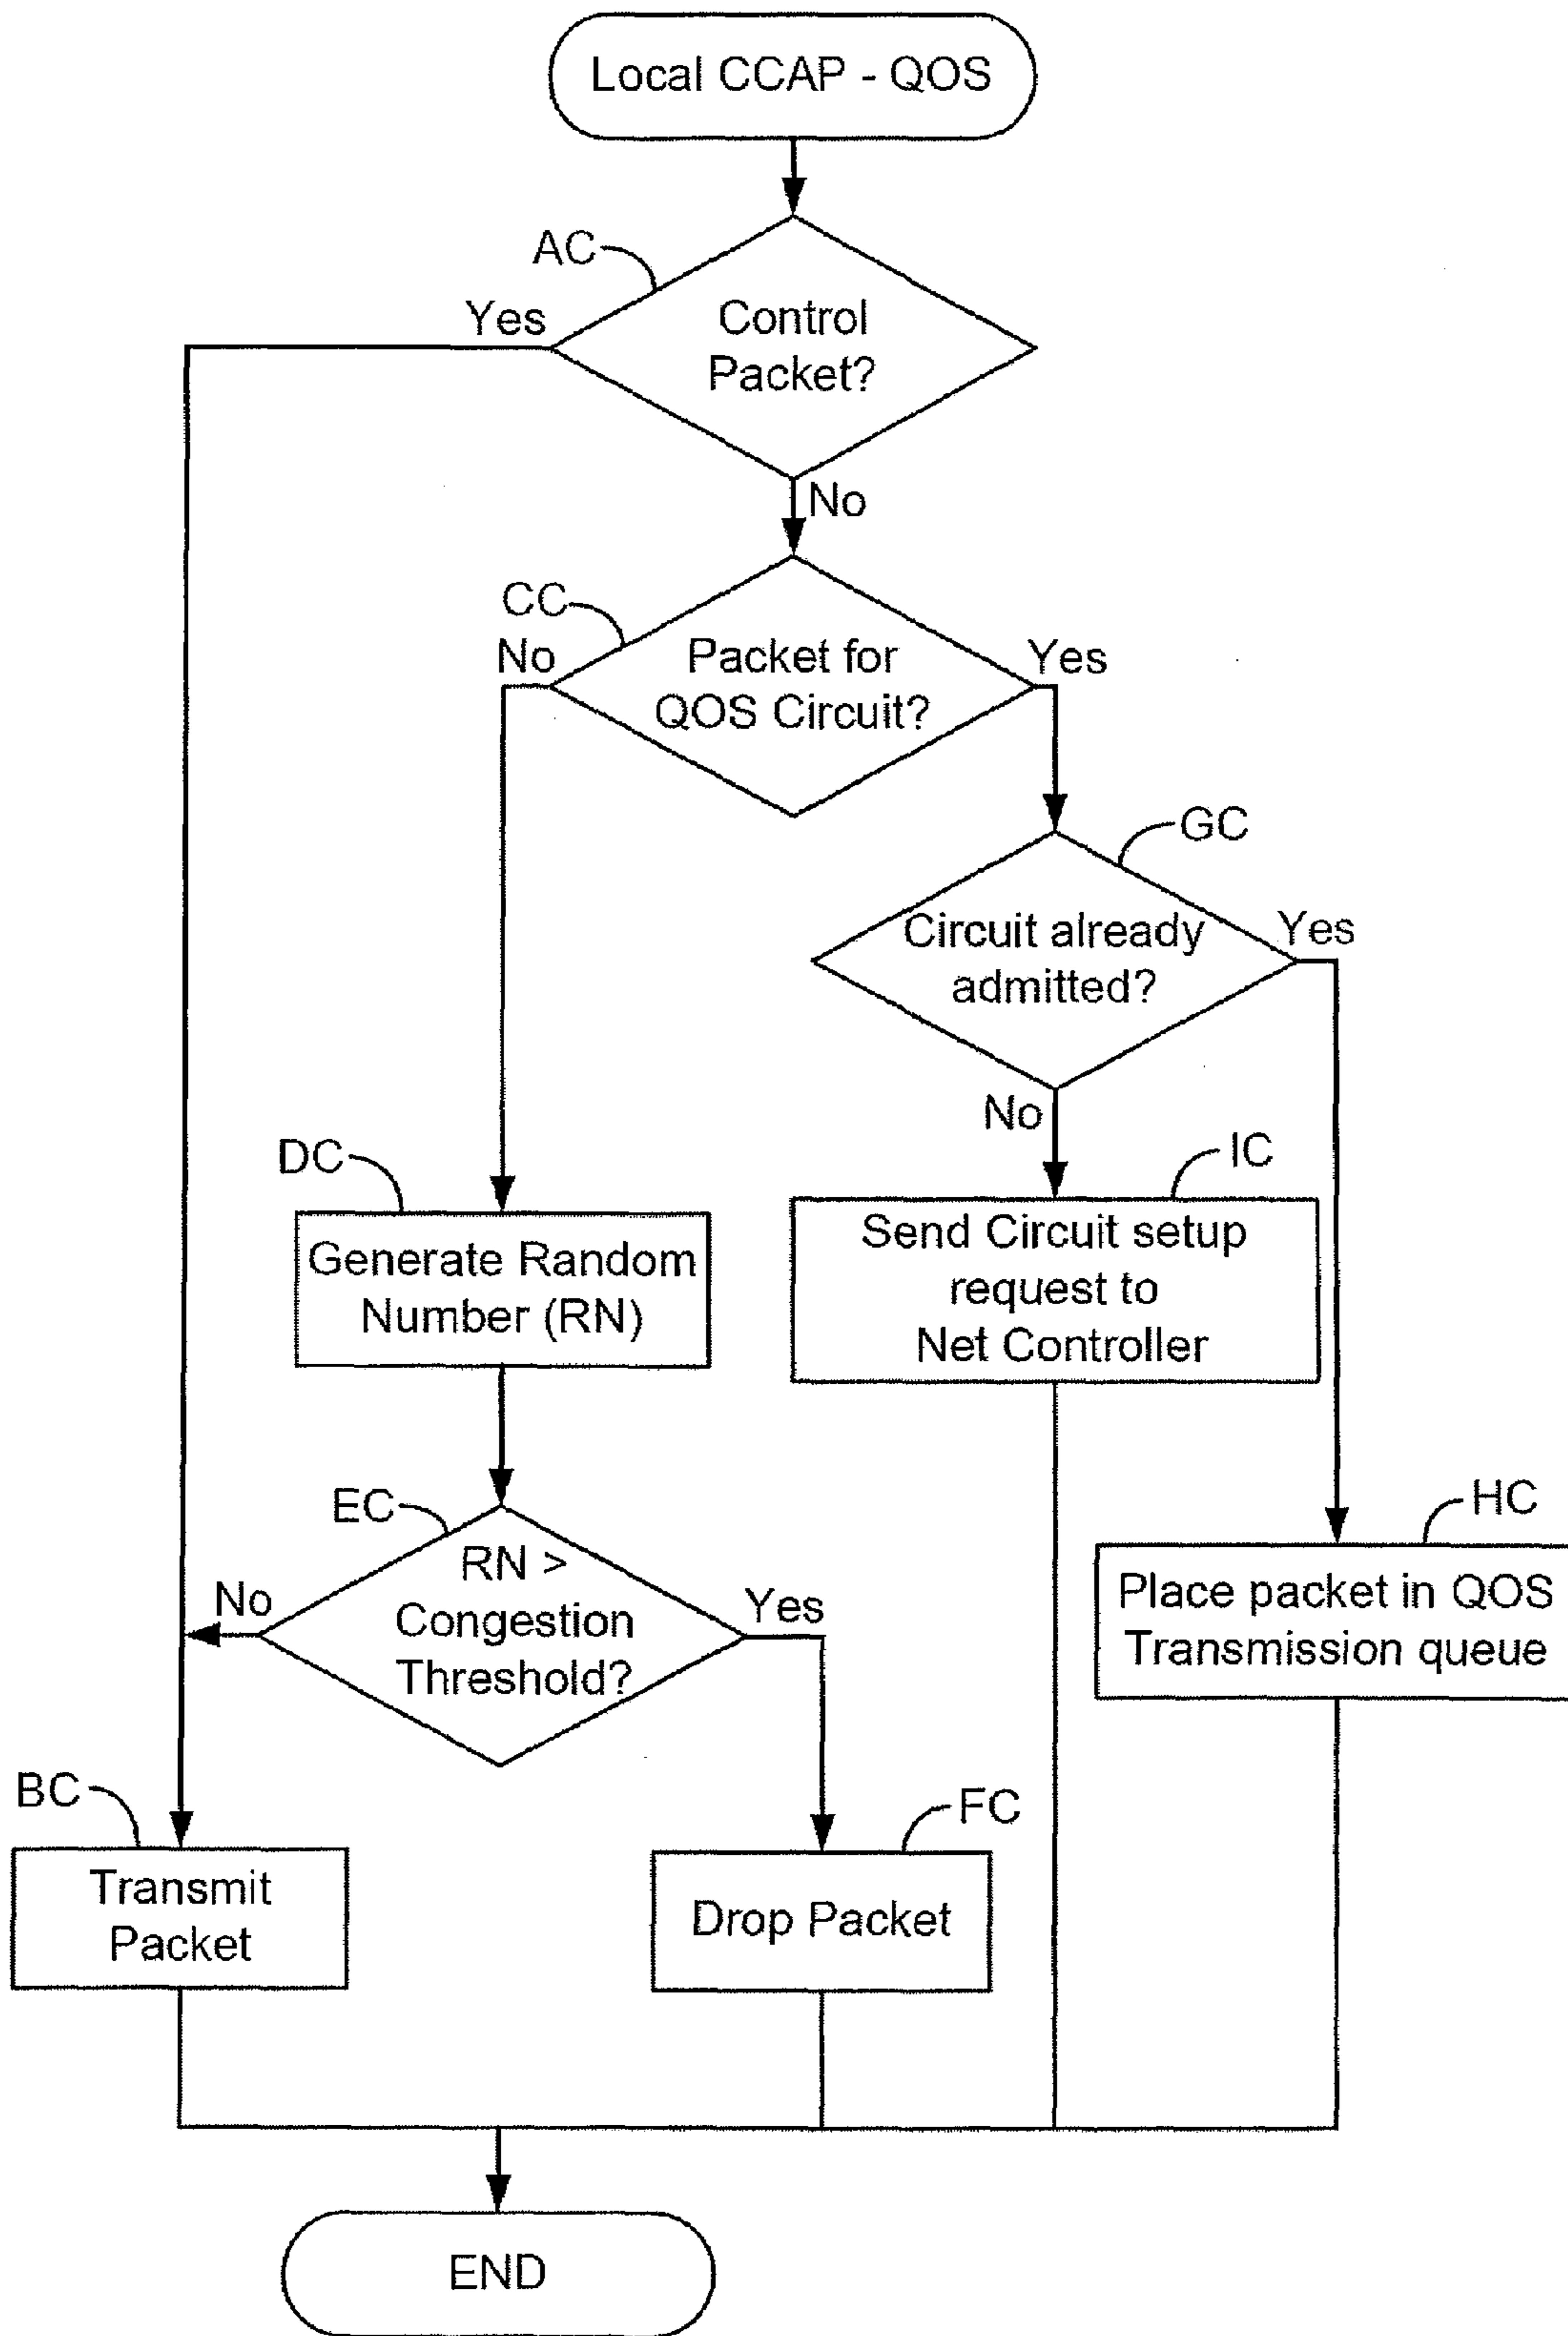 Local CCAP - QOS
AC
Yes
Control
Packet?
No
CC
No
Packet for
QOS Circuit?
Yes
GC
Circuit already
admitted?
Yes
No
DC
IC
Generate Random
Number (RN)
Send Circuit setup
request to
Net Controller
EC
HC
RN >
Congestion
Threshold?
No
Yes
Place packet in QOS
Transmission queue
BC
FC
Transmit
Packet
Drop Packet
END